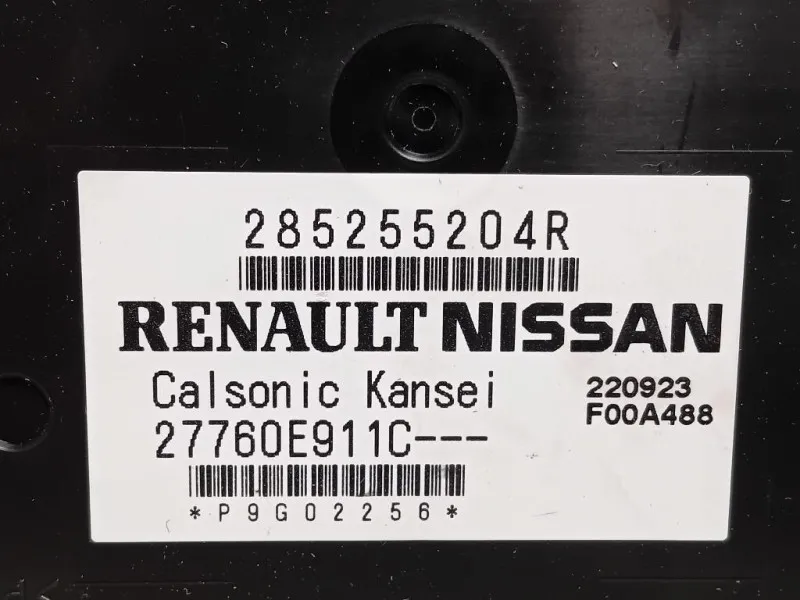 285255204R
RENAULT NISSAN
Calsonic Kansei
220923
27760E911C---
F00A488
*P9G02256*